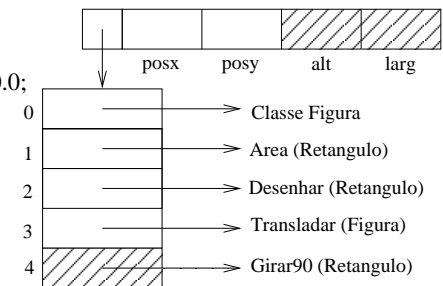 posx posy alt larg
0.0;
0 Classe Figura
1 Area (Retangulo)
2 Desenhar (Retangulo)
3 Transladar (Figura)
4 Girar90 (Retangulo)